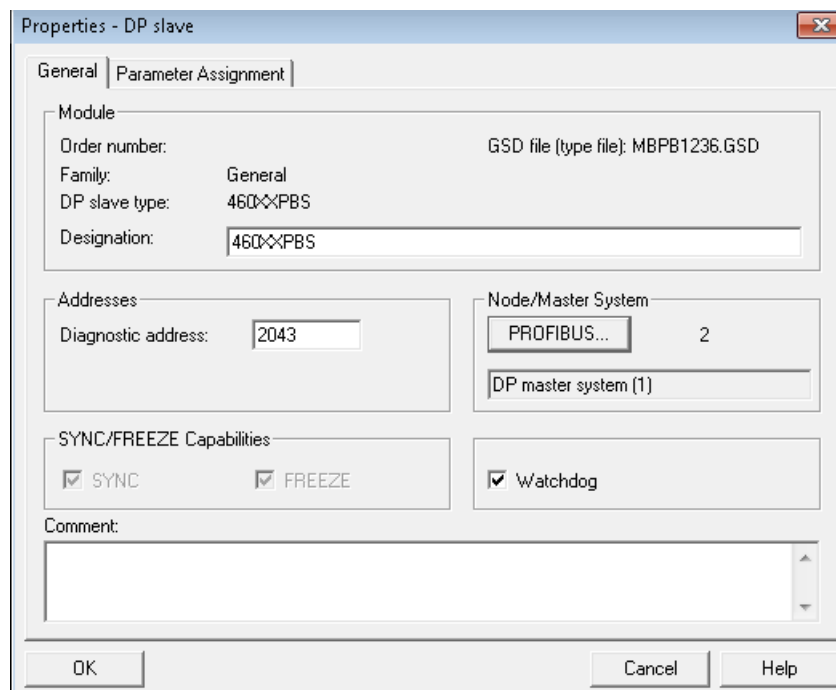 Properties - DP slave
General Parameter Assignment
Module
Order number: GSD file (type file): MBPB1236.GSD
Family: General
DP slave type: 460XXPBS
Designation: 460XXPBS
Addresses
Diagnostic address: 2043
Node/Master System
PROFIBUS... 2
DP master system (1)
SYNC/FREEZE Capabilities
SYNC FREEZE
Watchdog
Comment:
OK Cancel Help